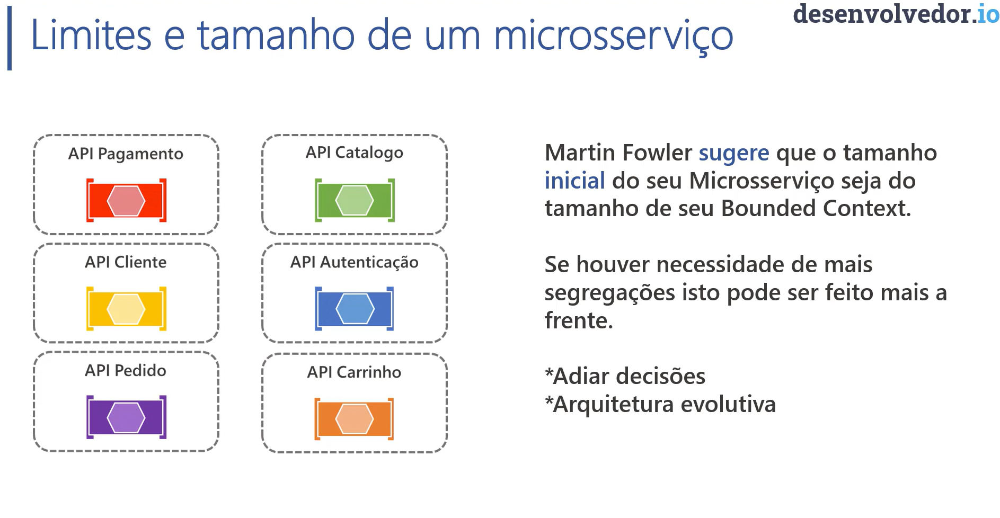 desenvolvedor.io
Limites e tamanho de um microsserviço
API Pagamento
API Catalogo
API Cliente
API Autenticação
API Pedido
API Carrinho
Martin Fowler sugere que o tamanho
inicial do seu Microsserviço seja do
tamanho de seu Bounded Context.
Se houver necessidade de mais
segregações isto pode ser feito mais a
frente.
*Adiar decisões
*Arquitetura evolutiva